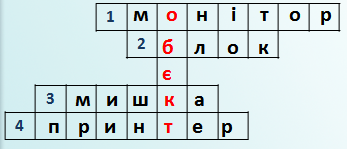 1 монітор
2 блок
є
3 мишка
4 принтер